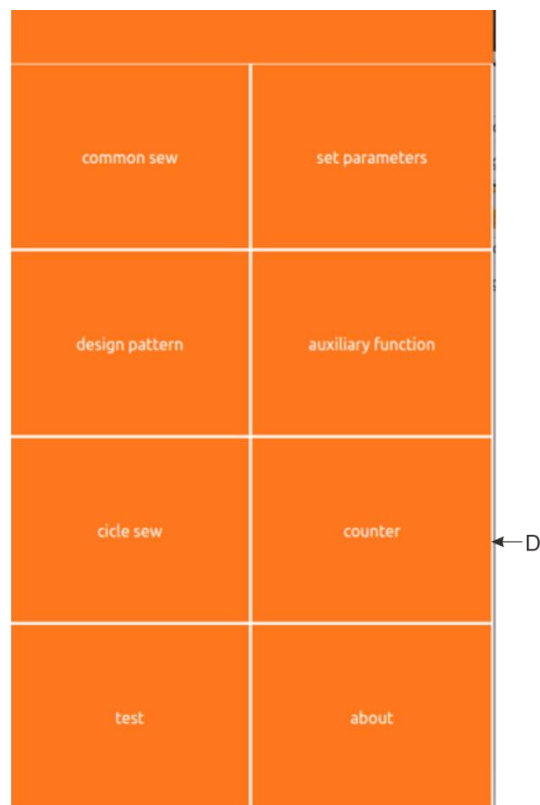 common sew
set parameters
design pattern
auxiliary function
cicle sew
counter
D
test
about